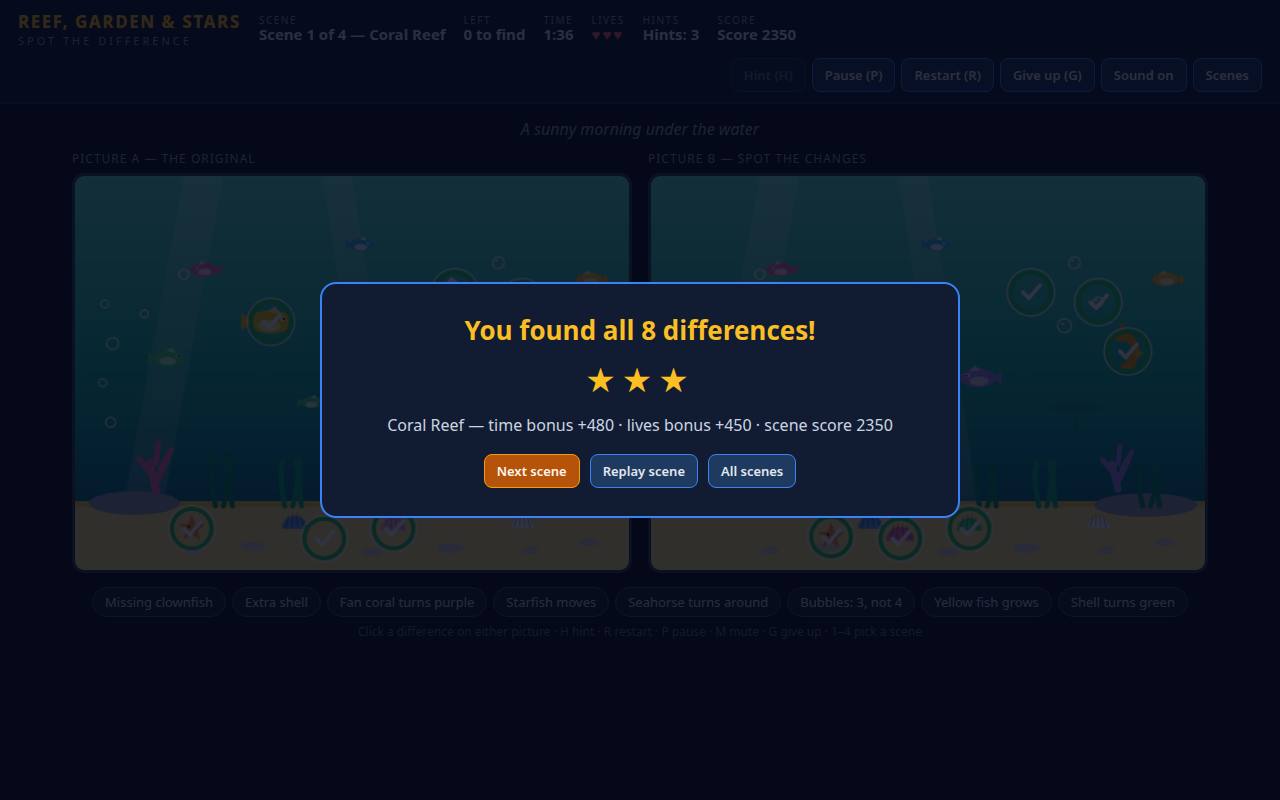 REEF, GARDEN & STARS
SPOT THE DIFFERENCE
SCENE
Scene 1 of 4 — Coral Reef
LEFT
0 to find
TIME
1:36
LIVES
♥♥♥
HINTS
Hints: 3
SCORE
Score 2350
Hint (H)
Pause (P)
Restart (R)
Give up (G)
Sound on
Scenes
A sunny morning under the water
PICTURE A — THE ORIGINAL
PICTURE B — SPOT THE CHANGES
You found all 8 differences!
★★★
Coral Reef — time bonus +480 · lives bonus +450 · scene score 2350
Next scene
Replay scene
All scenes
Missing clownfish
Extra shell
Fan coral turns purple
Starfish moves
Seahorse turns around
Bubbles: 3, not 4
Yellow fish grows
Shell turns green
Click a difference on either picture · H hint · R restart · P pause · M mute · G give up · 1–4 pick a scene